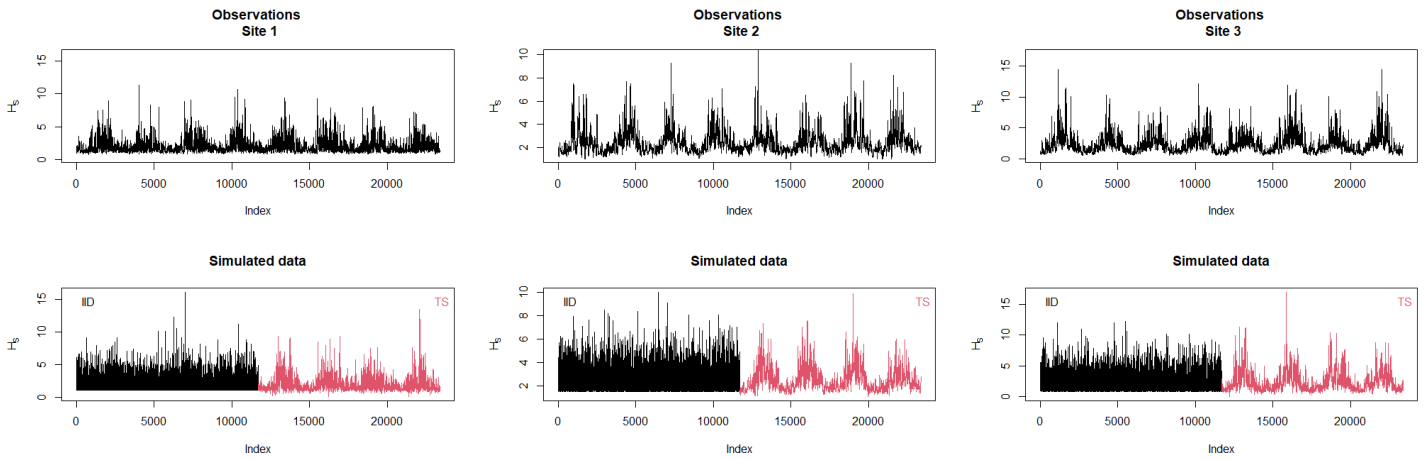 Observations
Site 1
Hs
15
10
5
0
0 5000 10000 15000 20000
Index
Observations
Site 2
Hs
10
8
6
4
2
0 5000 10000 15000 20000
Index
Observations
Site 3
Hs
15
10
5
0
0 5000 10000 15000 20000
Index
Simulated data
IID
TS
Hs
15
10
5
0
0 5000 10000 15000 20000
Index
Simulated data
IID
TS
Hs
10
8
6
4
2
0 5000 10000 15000 20000
Index
Simulated data
IID
TS
Hs
15
10
5
0
0 5000 10000 15000 20000
Index